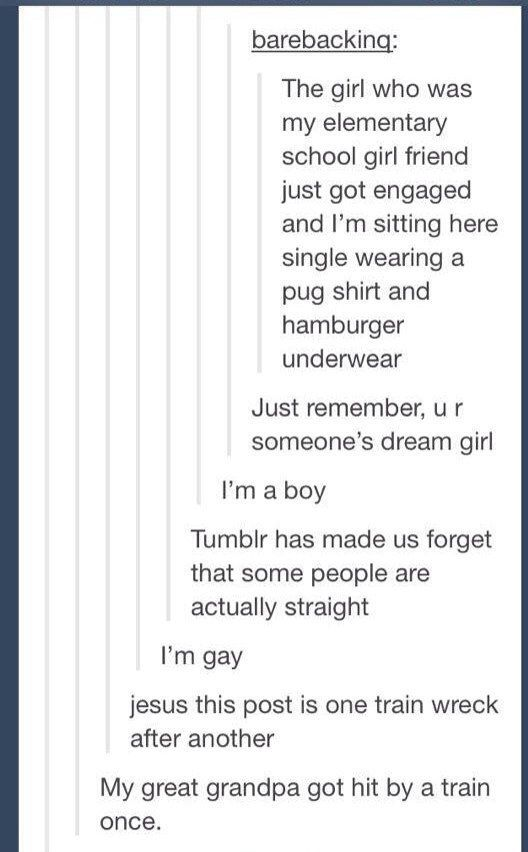 barebackinq:
The girl who was
my elementary
school girl friend
just got engaged
and I'm sitting here
single wearing a
pug shirt and
hamburger
underwear
Just remember, u r
someone's dream girl
I'm a boy
Tumblr has made us forget
that some people are
actually straight
I'm gay
jesus this post is one train wreck
after another
My great grandpa got hit by a train
once.